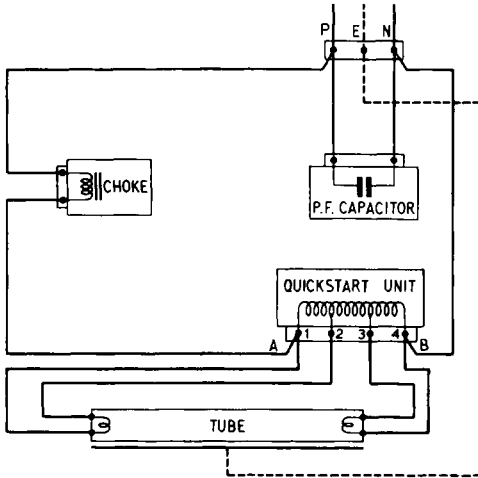 P E N
CHOKE
P.F. CAPACITOR
QUICKSTART UNIT
A 1 2 3 4 B
TUBE